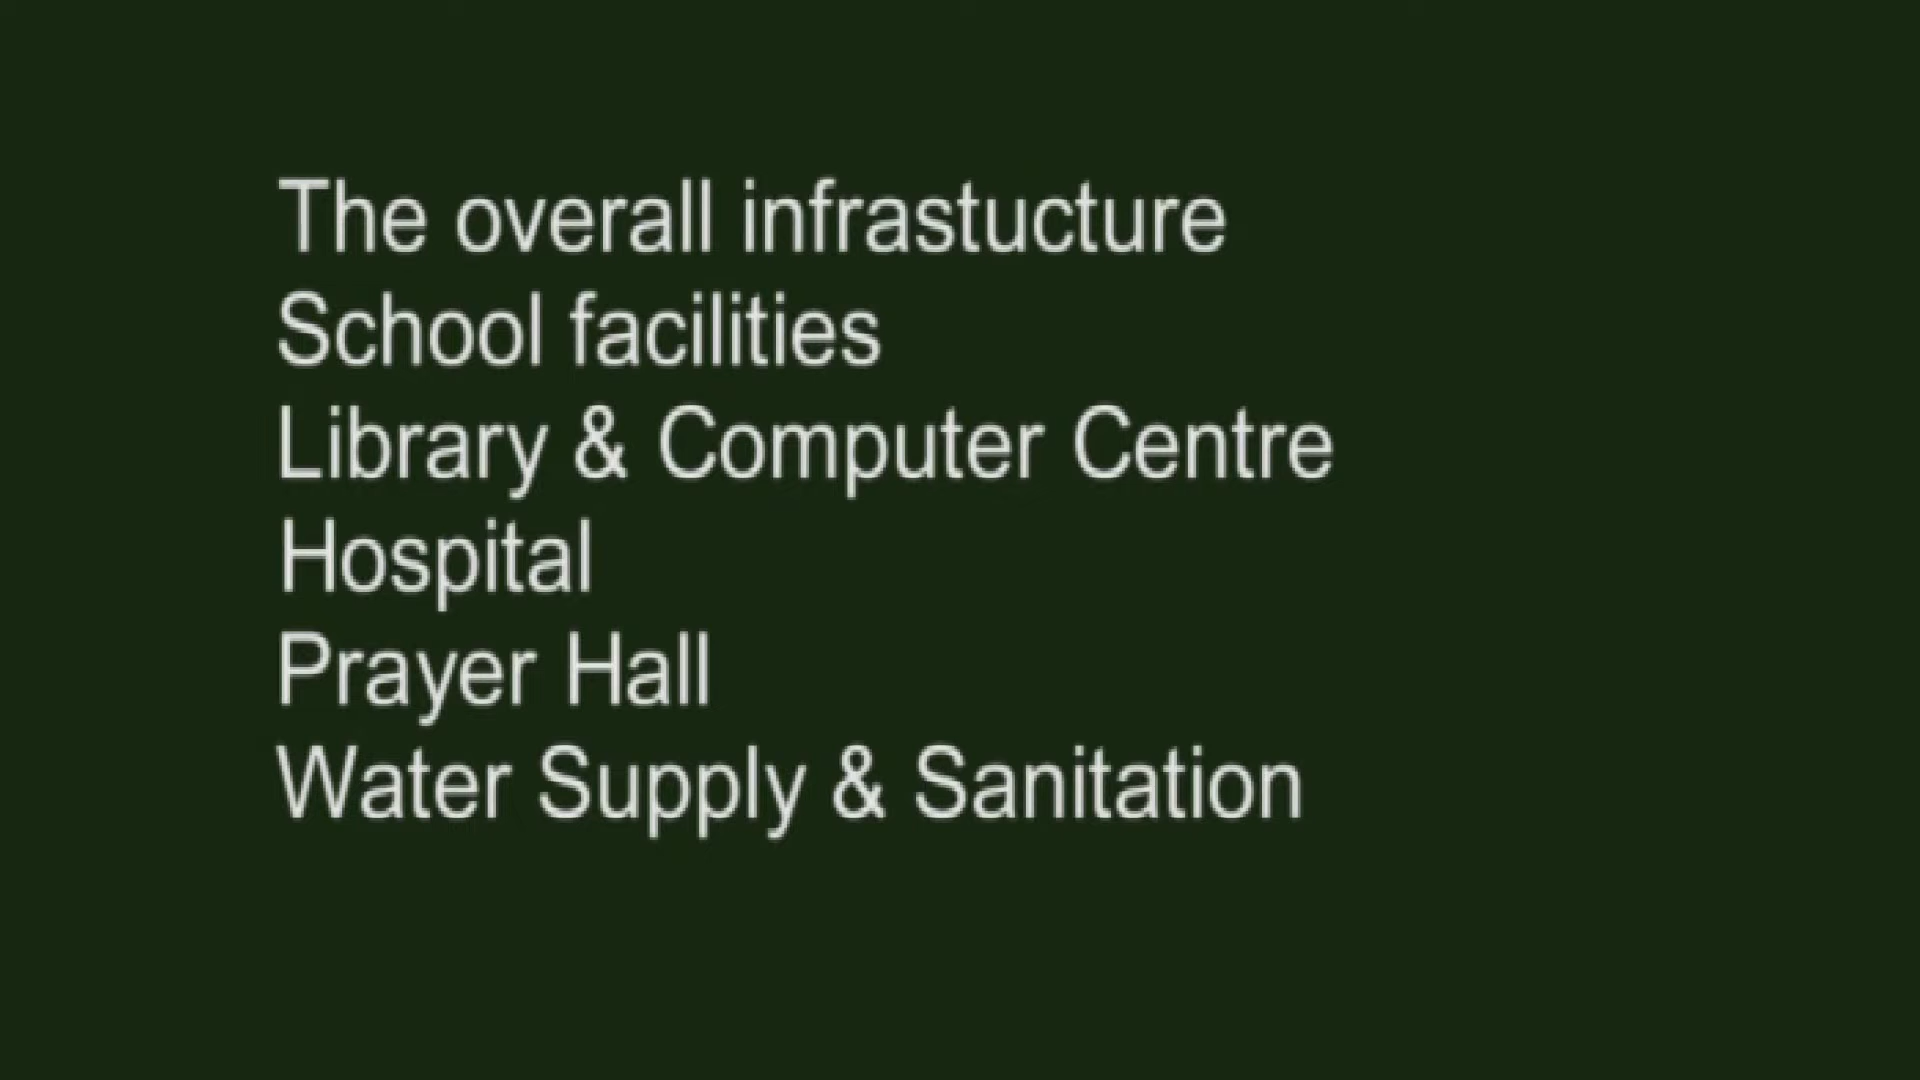 The overall infrastucture
School facilities
Library & Computer Centre
Hospital
Prayer Hall
Water Supply & Sanitation